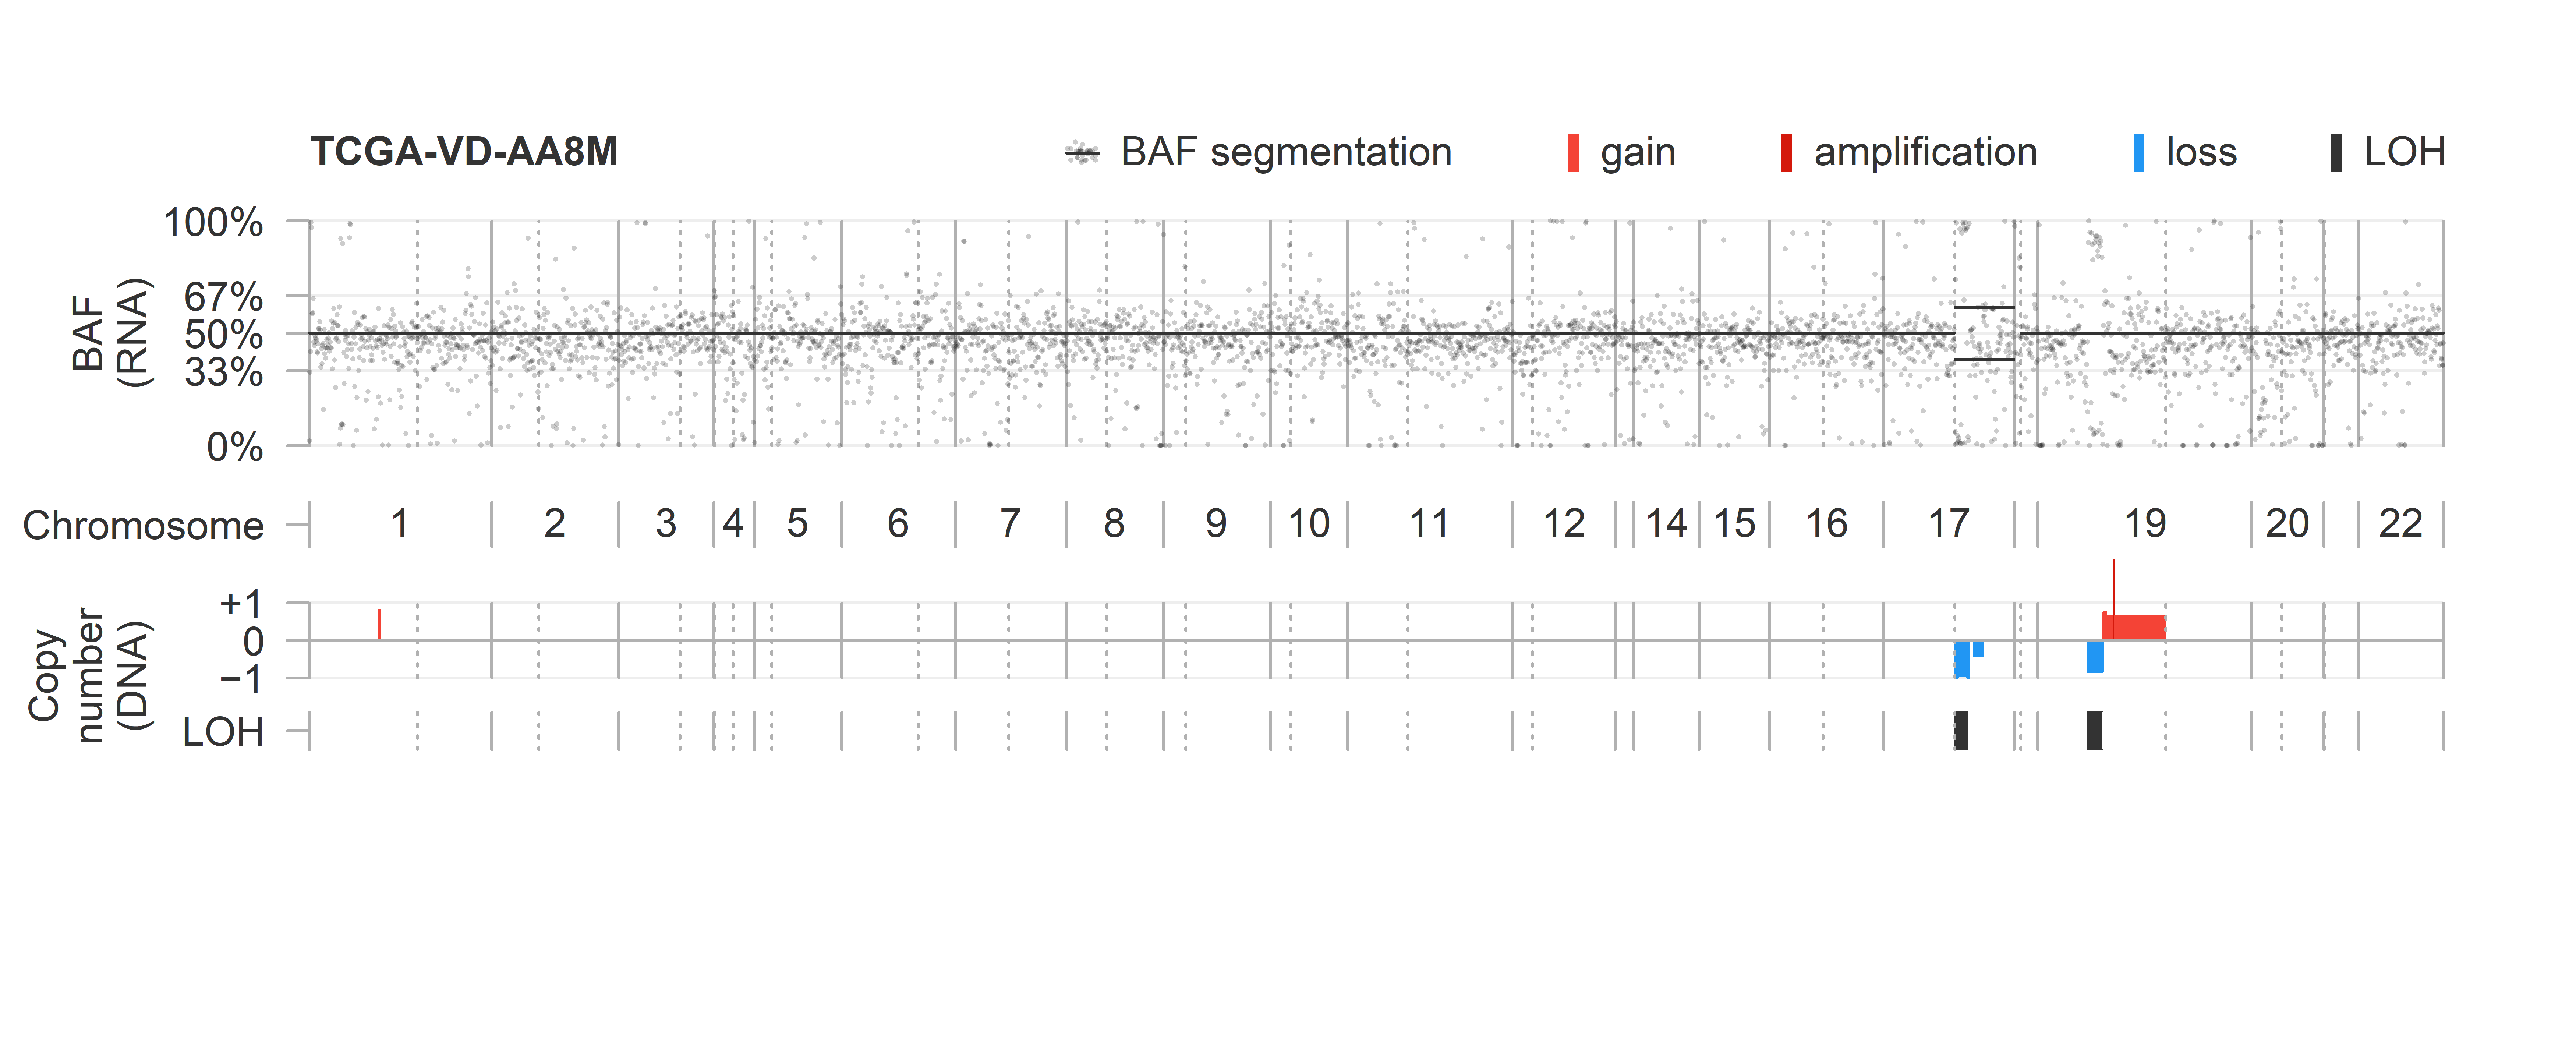 TCGA-VD-AA8M
BAF segmentation gain amplification loss LOH
BAF
(RNA)
100%
67%
50%
33%
0%
Chromosome 1 2 3 4 5 6 7 8 9 10 11 12 14 15 16 17 19 20 22
Copy
number
(DNA)
+1
0
−1
LOH